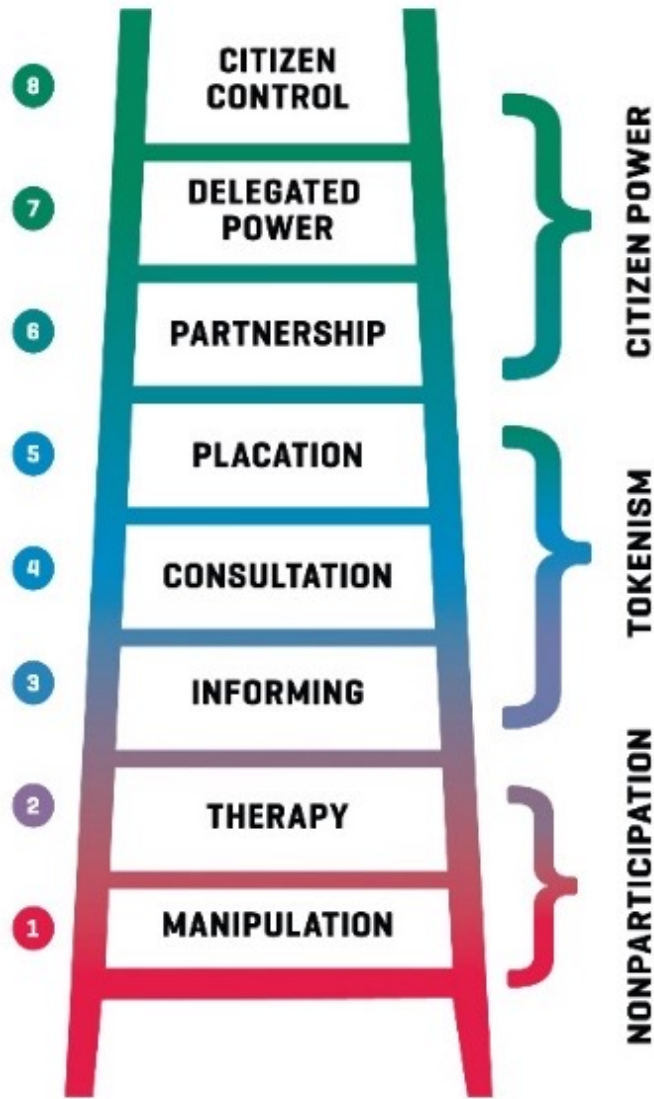 8
CITIZEN
CONTROL
7
DELEGATED
POWER
6
PARTNERSHIP
CITIZEN POWER
5
PLACATION
4
CONSULTATION
3
INFORMING
TOKENISM
2
THERAPY
1
MANIPULATION
NONPARTICIPATION